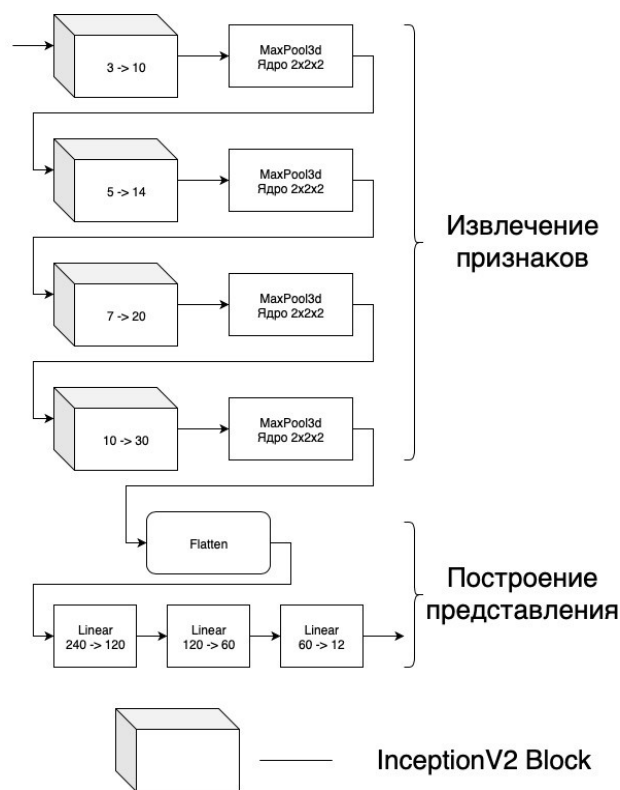 3 -> 10
MaxPool3d
Ядро 2x2x2
5 -> 14
MaxPool3d
Ядро 2x2x2
7 -> 20
MaxPool3d
Ядро 2x2x2
10 -> 30
MaxPool3d
Ядро 2x2x2
Извлечение
признаков
Flatten
Linear
240 -> 120
Linear
120 -> 60
Linear
60 -> 12
Построение
представления
InceptionV2 Block